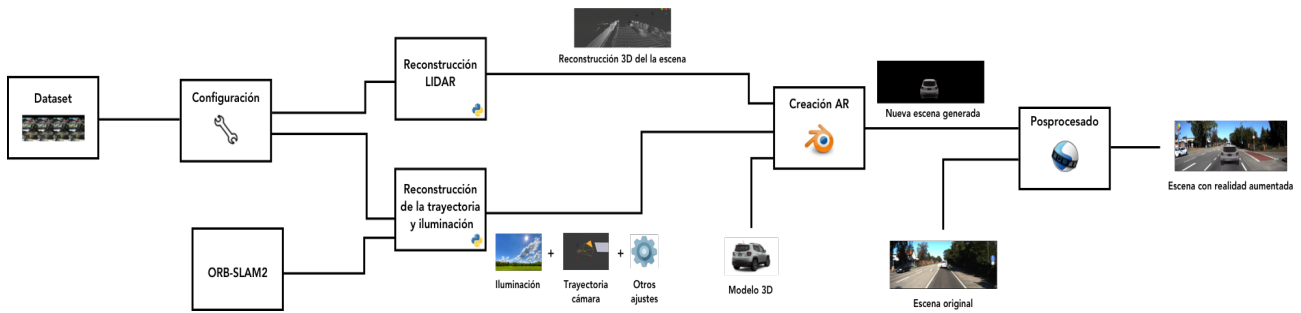 Dataset
Configuración
Reconstrucción
LIDAR
Reconstrucción 3D del la escena
Reconstrucción
de la trayectoria
y iluminación
ORB-SLAM2
Iluminación
+
Trayectoria
cámara
+
Otros
ajustes
Creación AR
Modelo 3D
Nueva escena generada
Posprocesado
Escena original
Escena con realidad aumentada